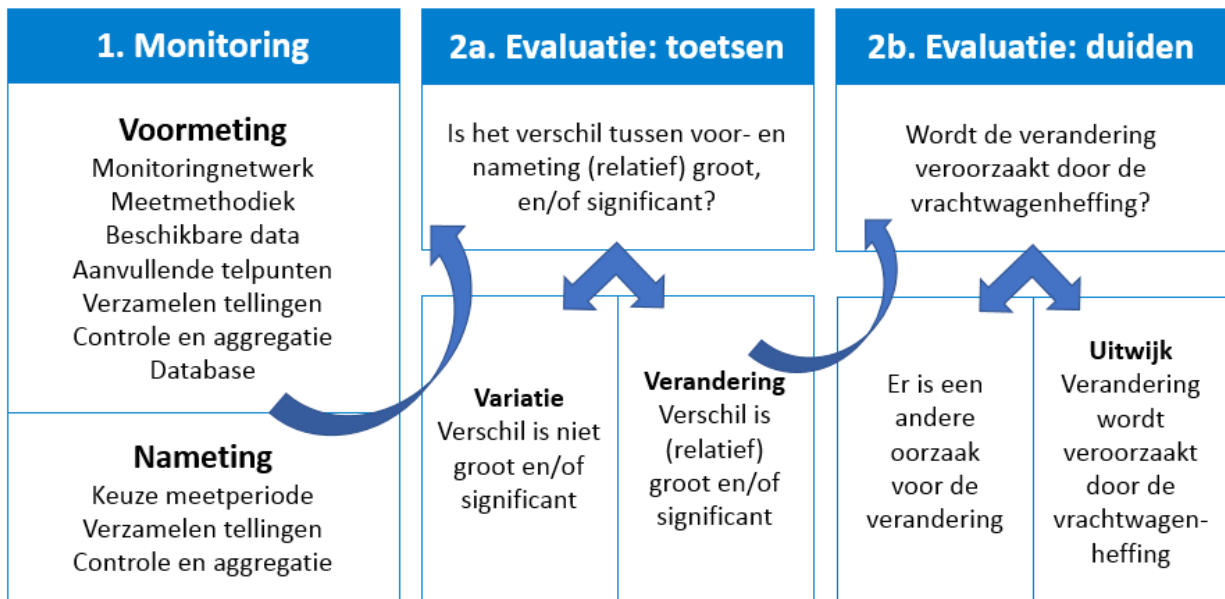 1. Monitoring
Voormeting
Monitoringnetwerk
Meetmethodiek
Beschikbare data
Aanvullende telpunten
Verzamelen tellingen
Controle en aggregatie
Database
Nameting
Keuze meetperiode
Verzamelen tellingen
Controle en aggregatie
2a. Evaluatie: toetsen
Is het verschil tussen voor- en
nameting (relatief) groot,
en/of significant?
Variatie
Verschil is niet
groot en/of
significant
Verandering
Verschil is
(relatief)
groot en/of
significant
2b. Evaluatie: duiden
Wordt de verandering
veroorzaakt door de
vrachtwagenheffing?
Er is een
andere
oorzaak
voor de
verandering
Uitwijk
Verandering
wordt
veroorzaakt
door de
vrachtwagen-
heffing